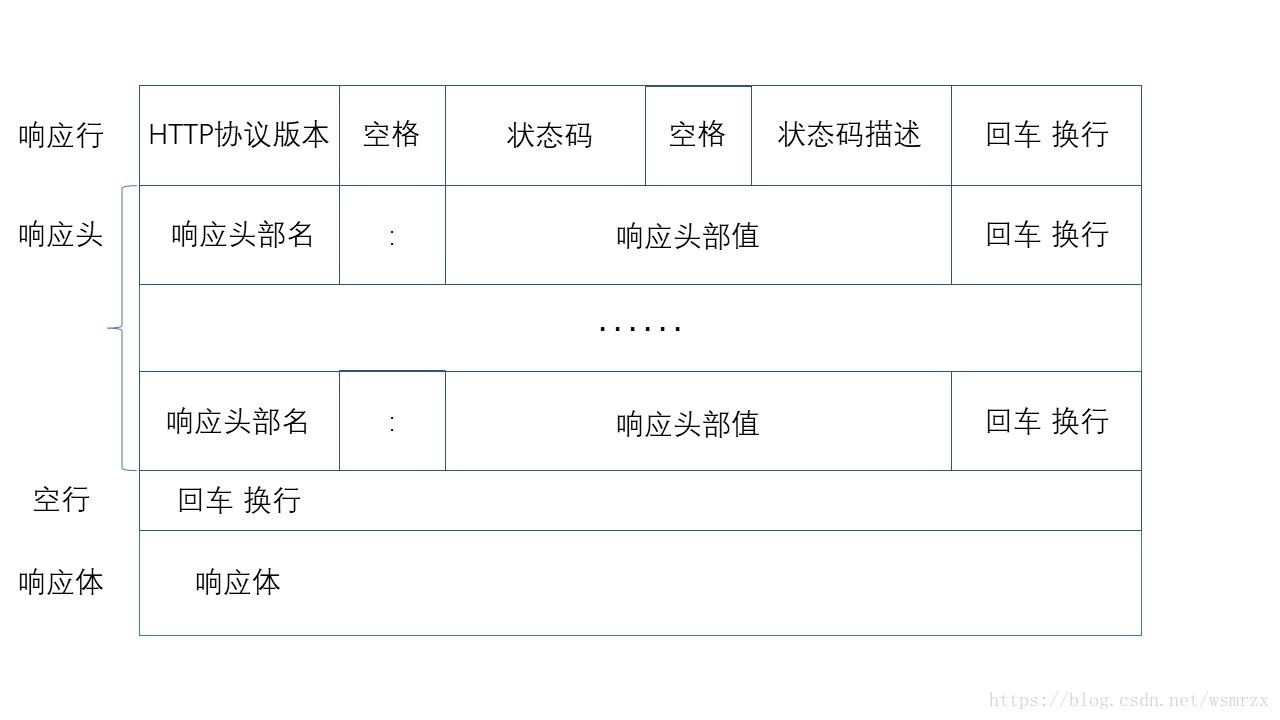 响应行 HTTP协议版本 空格 状态码 空格 状态码描述 回车 换行
响应头 响应头部名 : 响应头部值 回车 换行
······
响应头部名 : 响应头部值 回车 换行
空行 回车 换行
响应体 响应体
https://blog.csdn.net/wsmrzx